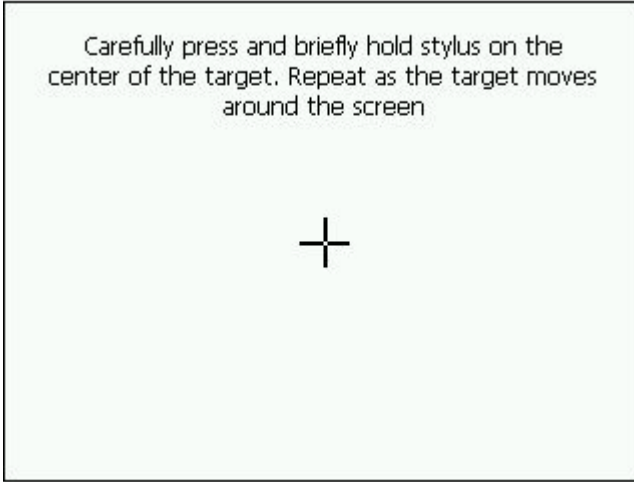 Carefully press and briefly hold stylus on the
center of the target. Repeat as the target moves
around the screen